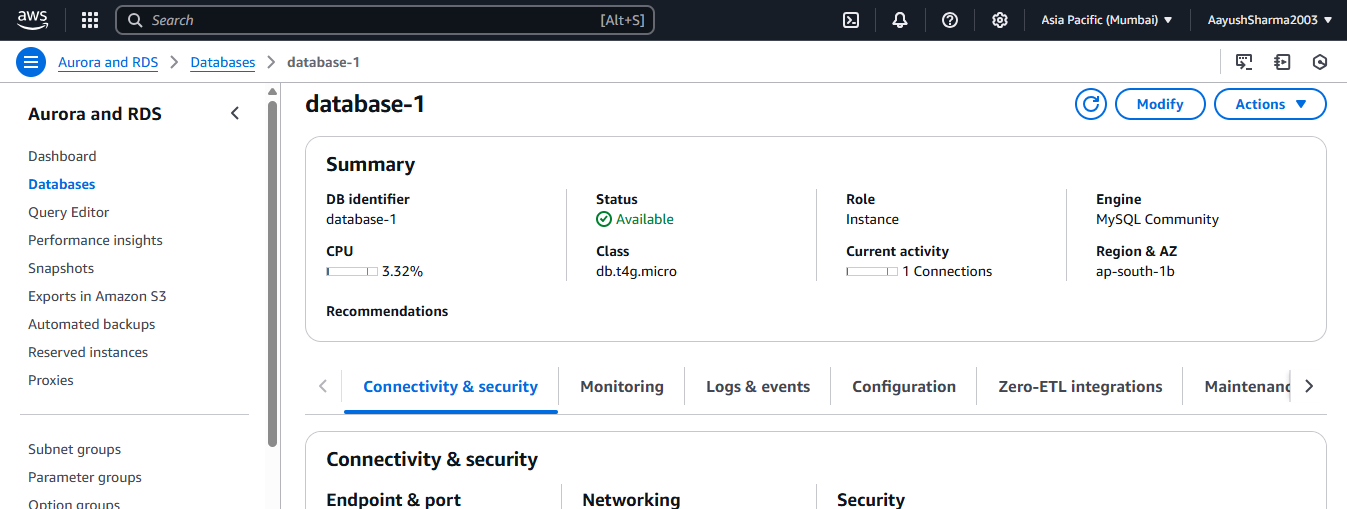 aws Search [Alt+S] Asia Pacific (Mumbai) AayushSharma2003
Aurora and RDS Databases database-1
Aurora and RDS
Dashboard
Databases
Query Editor
Performance insights
Snapshots
Exports in Amazon S3
Automated backups
Reserved instances
Proxies
Subnet groups
Parameter groups
Option groups
database-1
Modify Actions
Summary
DB identifier
database-1
Status
Available
Role
Instance
Engine
MySQL Community
CPU
3.32%
Class
db.t4g.micro
Current activity
1 Connections
Region & AZ
ap-south-1b
Recommendations
Connectivity & security Monitoring Logs & events Configuration Zero-ETL integrations Maintenanc
Connectivity & security
Endpoint & port Networking Security